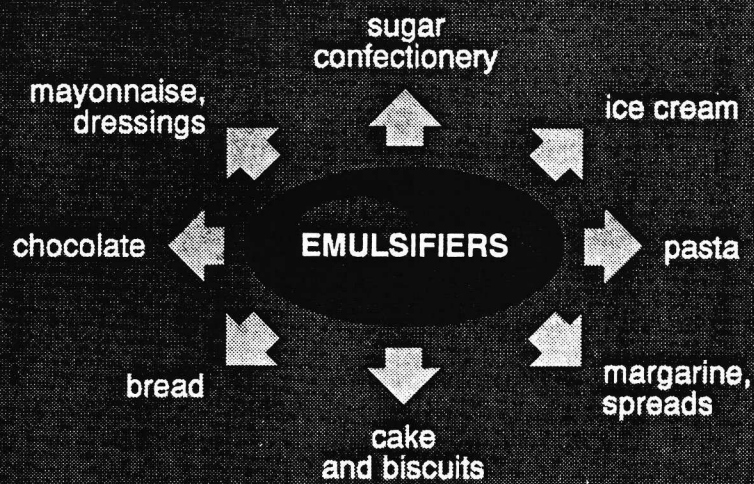 sugar
confectionery
mayonnaise,
dressings
ice cream
chocolate
EMULSIFIERS
pasta
bread
margarine,
spreads
cake
and biscuits